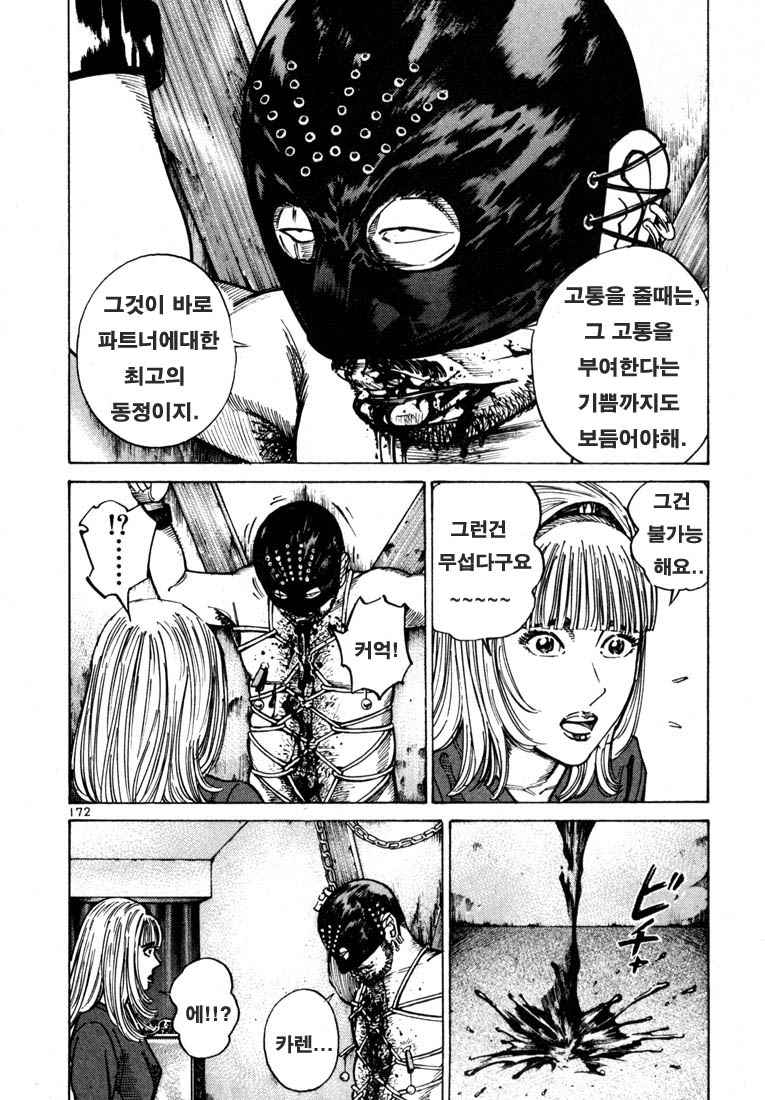 고통을 줄때는,
그 고통을
부여한다는
기쁨까지도
보듬어야해.
그것이 바로
파트너에대한
최고의
동정이지.
그건
불가능
해요..
그런건
무섭다구요
~~~~~
커억!
!?……
172
ビチャ
카렌...
에!!?